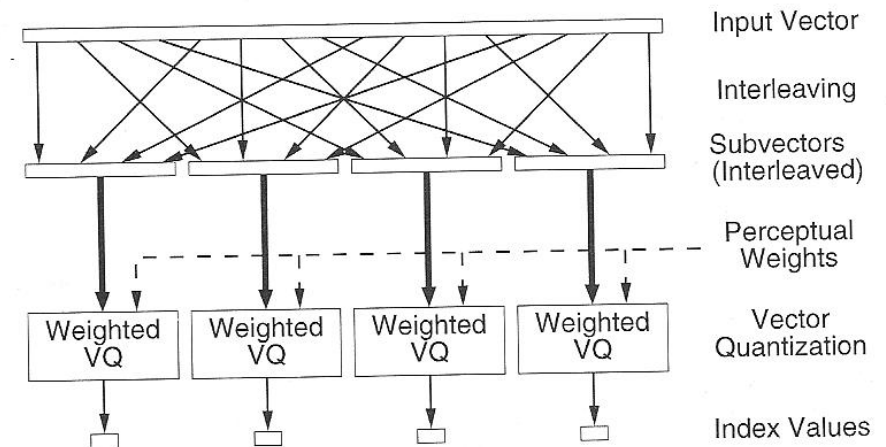 Input Vector
Interleaving
Subvectors
(Interleaved)
Perceptual
Weights
Weighted
VQ
Weighted
VQ
Weighted
VQ
Weighted
VQ
Vector
Quantization
Index Values